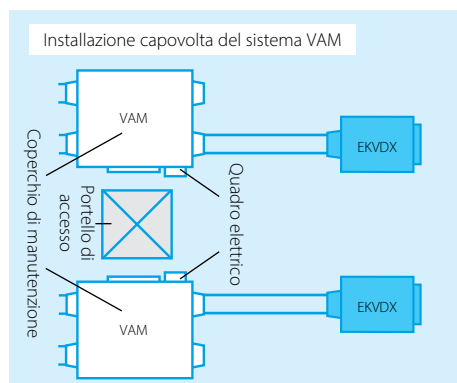 Installazione capovolta del sistema VAM
VAM
EKVDX
Coperchio di manutenzione
Portello di
accesso
Quadro elettrico
VAM
EKVDX